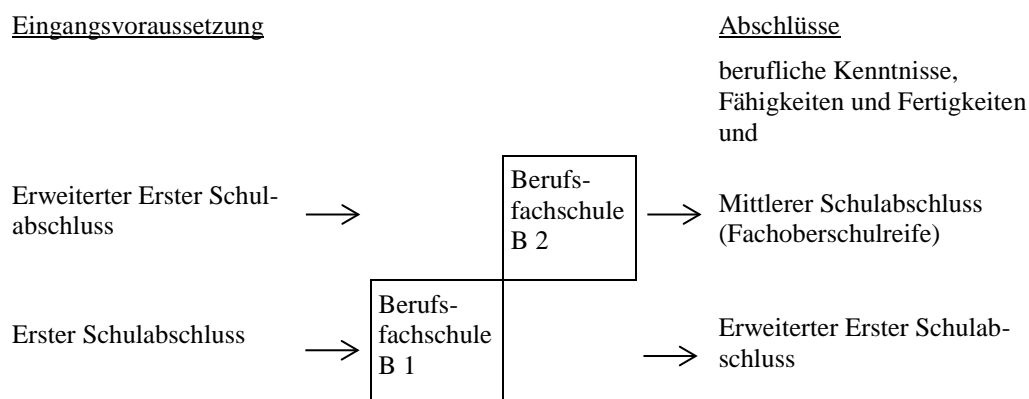 Eingangsvoraussetzung
Abschlüsse
berufliche Kenntnisse,
Fähigkeiten und Fertigkeiten
und
Erweiterter Erster Schul-
abschluss
Berufs-
fachschule
B 2
Mittlerer Schulabschluss
(Fachoberschulreife)
Erster Schulabschluss
Berufs-
fachschule
B 1
Erweiterter Erster Schulab-
schluss